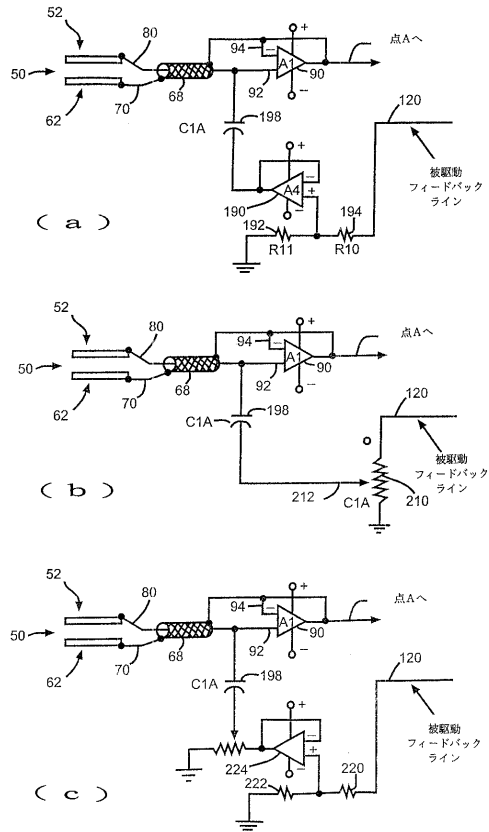 52
80
94
A1
90
点Aへ
50
62
70
68
92
198
C1A
120
被駆動
フィードバック
ライン
+
−
+
−
+
A4
190
−
192
R11
194
R10
(a)
52
80
94
A1
90
点Aへ
50
62
70
68
92
198
C1A
+
−
−
120
被駆動
フィードバック
ライン
212
C1A
210
(b)
52
80
94
A1
90
点Aへ
50
62
70
68
92
198
C1A
+
−
−
120
被駆動
フィードバック
ライン
+
−
+
−
224
222
220
(c)